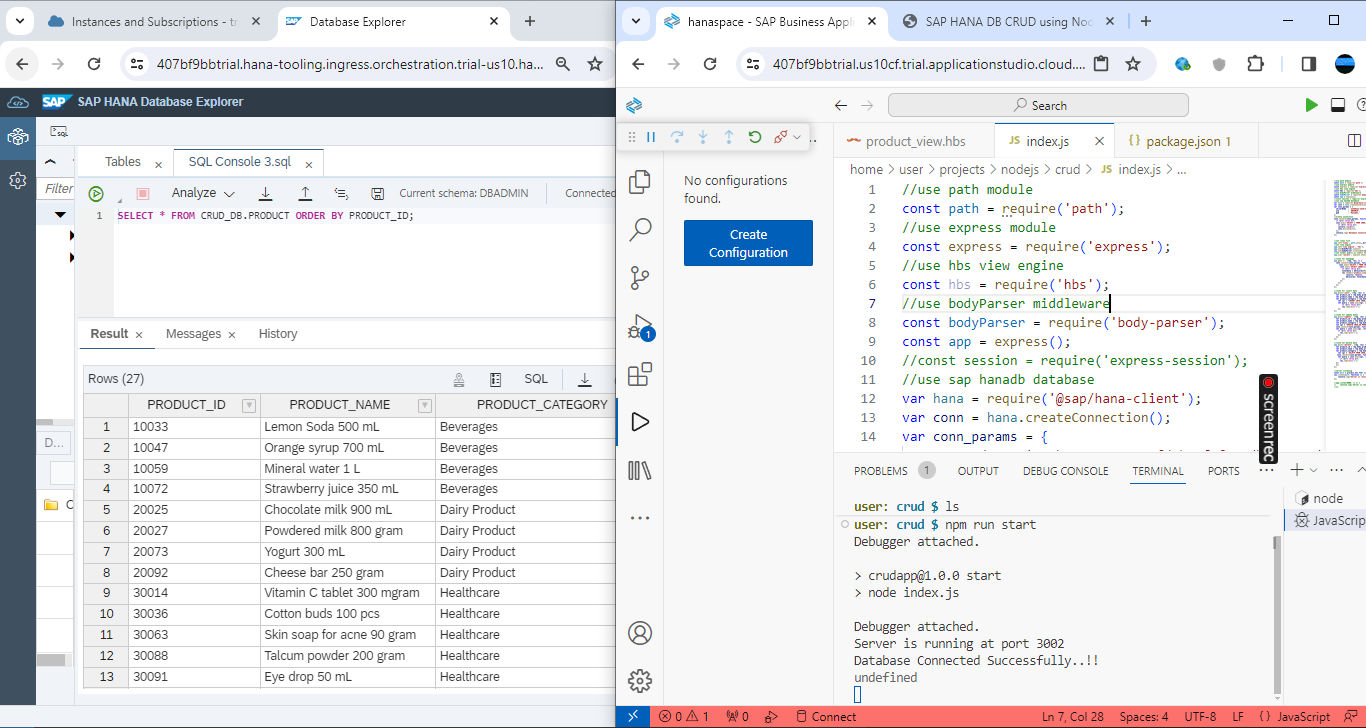 Instances and Subscriptions - tr
Database Explorer
407bf9bbtrial.hana-tooling.ingress.orchestration.trial-us10.ha...
SAP SAP HANA Database Explorer
Filter
D...
Tables
SQL Console 3.sql
Analyze
Current schema: DBADMIN
Connected
1 SELECT * FROM CRUD_DB.PRODUCT ORDER BY PRODUCT_ID;
Result Messages History
Rows (27)
SQL
PRODUCT_ID PRODUCT_NAME PRODUCT_CATEGORY
1 10033 Lemon Soda 500 mL Beverages
2 10047 Orange syrup 700 mL Beverages
3 10059 Mineral water 1 L Beverages
4 10072 Strawberry juice 350 mL Beverages
5 20025 Chocolate milk 900 mL Dairy Product
6 20027 Powdered milk 800 gram Dairy Product
7 20073 Yogurt 300 mL Dairy Product
8 20092 Cheese bar 250 gram Dairy Product
9 30014 Vitamin C tablet 300 mgram Healthcare
10 30036 Cotton buds 100 pcs Healthcare
11 30063 Skin soap for acne 90 gram Healthcare
12 30088 Talcum powder 200 gram Healthcare
13 30091 Eye drop 50 mL Healthcare
hanaspace - SAP Business Appli
SAP HANA DB CRUD using Nod
407bf9bbtrial.us10cf.trial.applicationstudio.cloud....
Search
No configurations
found.
Create
Configuration
1
product_view.hbs
JS index.js
{} package.json 1
home > user > projects > nodejs > crud > JS index.js > ...
1 //use path module
2 const path = require('path');
3 //use express module
4 const express = require('express');
5 //use hbs view engine
6 const hbs = require('hbs');
7 //use bodyParser middleware
8 const bodyParser = require('body-parser');
9 const app = express();
10 //const session = require('express-session');
11 //use sap hanadb database
12 var hana = require('@sap/hana-client');
13 var conn = hana.createConnection();
14 var conn_params = {
screenrec
PROBLEMS 1 OUTPUT DEBUG CONSOLE TERMINAL PORTS
user: crud $ ls
user: crud $ npm run start
Debugger attached.
> crudapp@1.0.0 start
> node index.js
Debugger attached.
Server is running at port 3002
Database Connected Successfully..!!
undefined
node
JavaScrip
0 1 0 Connect
Ln 7, Col 28 Spaces: 4 UTF-8 LF {} JavaScript